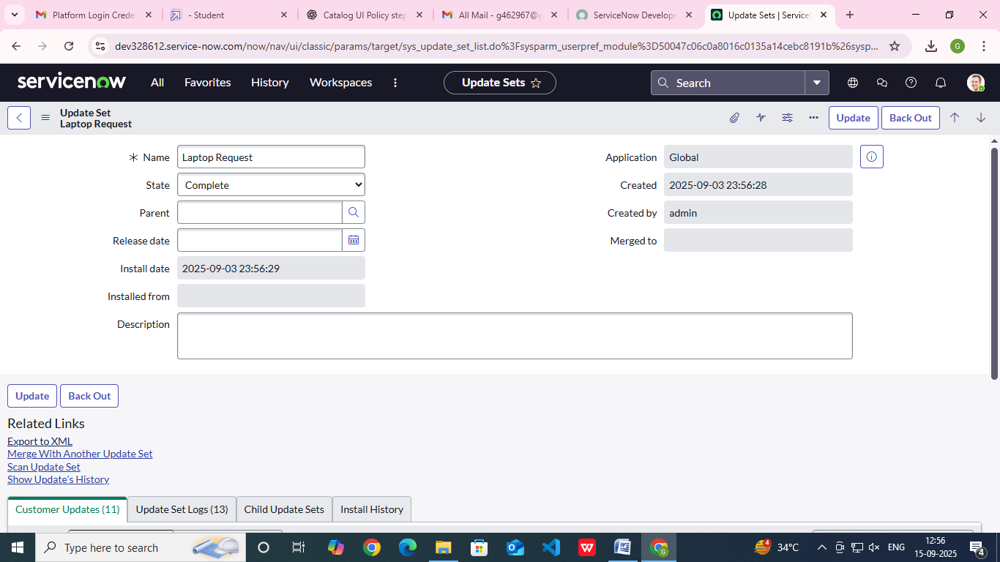 Platform Login Crede
- Student
Catalog UI Policy step
All Mail - g462967@g
ServiceNow Develope
Update Sets | Service
dev328612.service-now.com/now/nav/ui/classic/params/target/sys_update_set_list.do%3Fsysparm_userpref_module%3D50047c06c0a8016c0135a14cebc8191b%26sysp...
G
servicenow
All
Favorites
History
Workspaces
Update Sets
Search
Update Set
Laptop Request
Update
Back Out
Name
Laptop Request
Application
Global
State
Complete
Created
2025-09-03 23:56:28
Parent
Created by
admin
Release date
Merged to
Install date
2025-09-03 23:56:29
Installed from
Description
Update
Back Out
Related Links
Export to XML
Merge With Another Update Set
Scan Update Set
Show Update's History
Customer Updates (11)
Update Set Logs (13)
Child Update Sets
Install History
Type here to search
34°C
ENG
12:56
15-09-2025
4